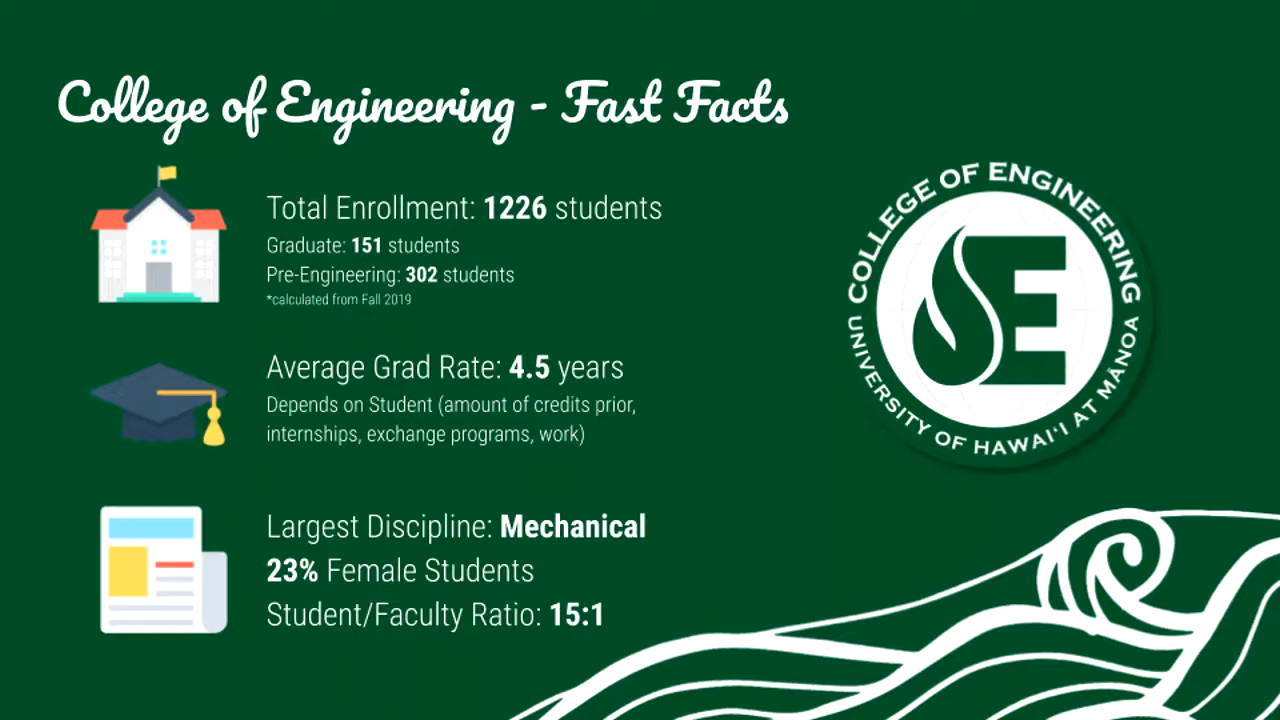 College of Engineering - Fast Facts
Total Enrollment: 1226 students
Graduate: 151 students
Pre-Engineering: 302 students
*calculated from Fall 2019
Average Grad Rate: 4.5 years
Depends on Student (amount of credits prior,
internships, exchange programs, work)
Largest Discipline: Mechanical
23% Female Students
Student/Faculty Ratio: 15:1
COLLEGE OF ENGINEERING
E
UNIVERSITY OF HAWAIʻI AT MĀNOA